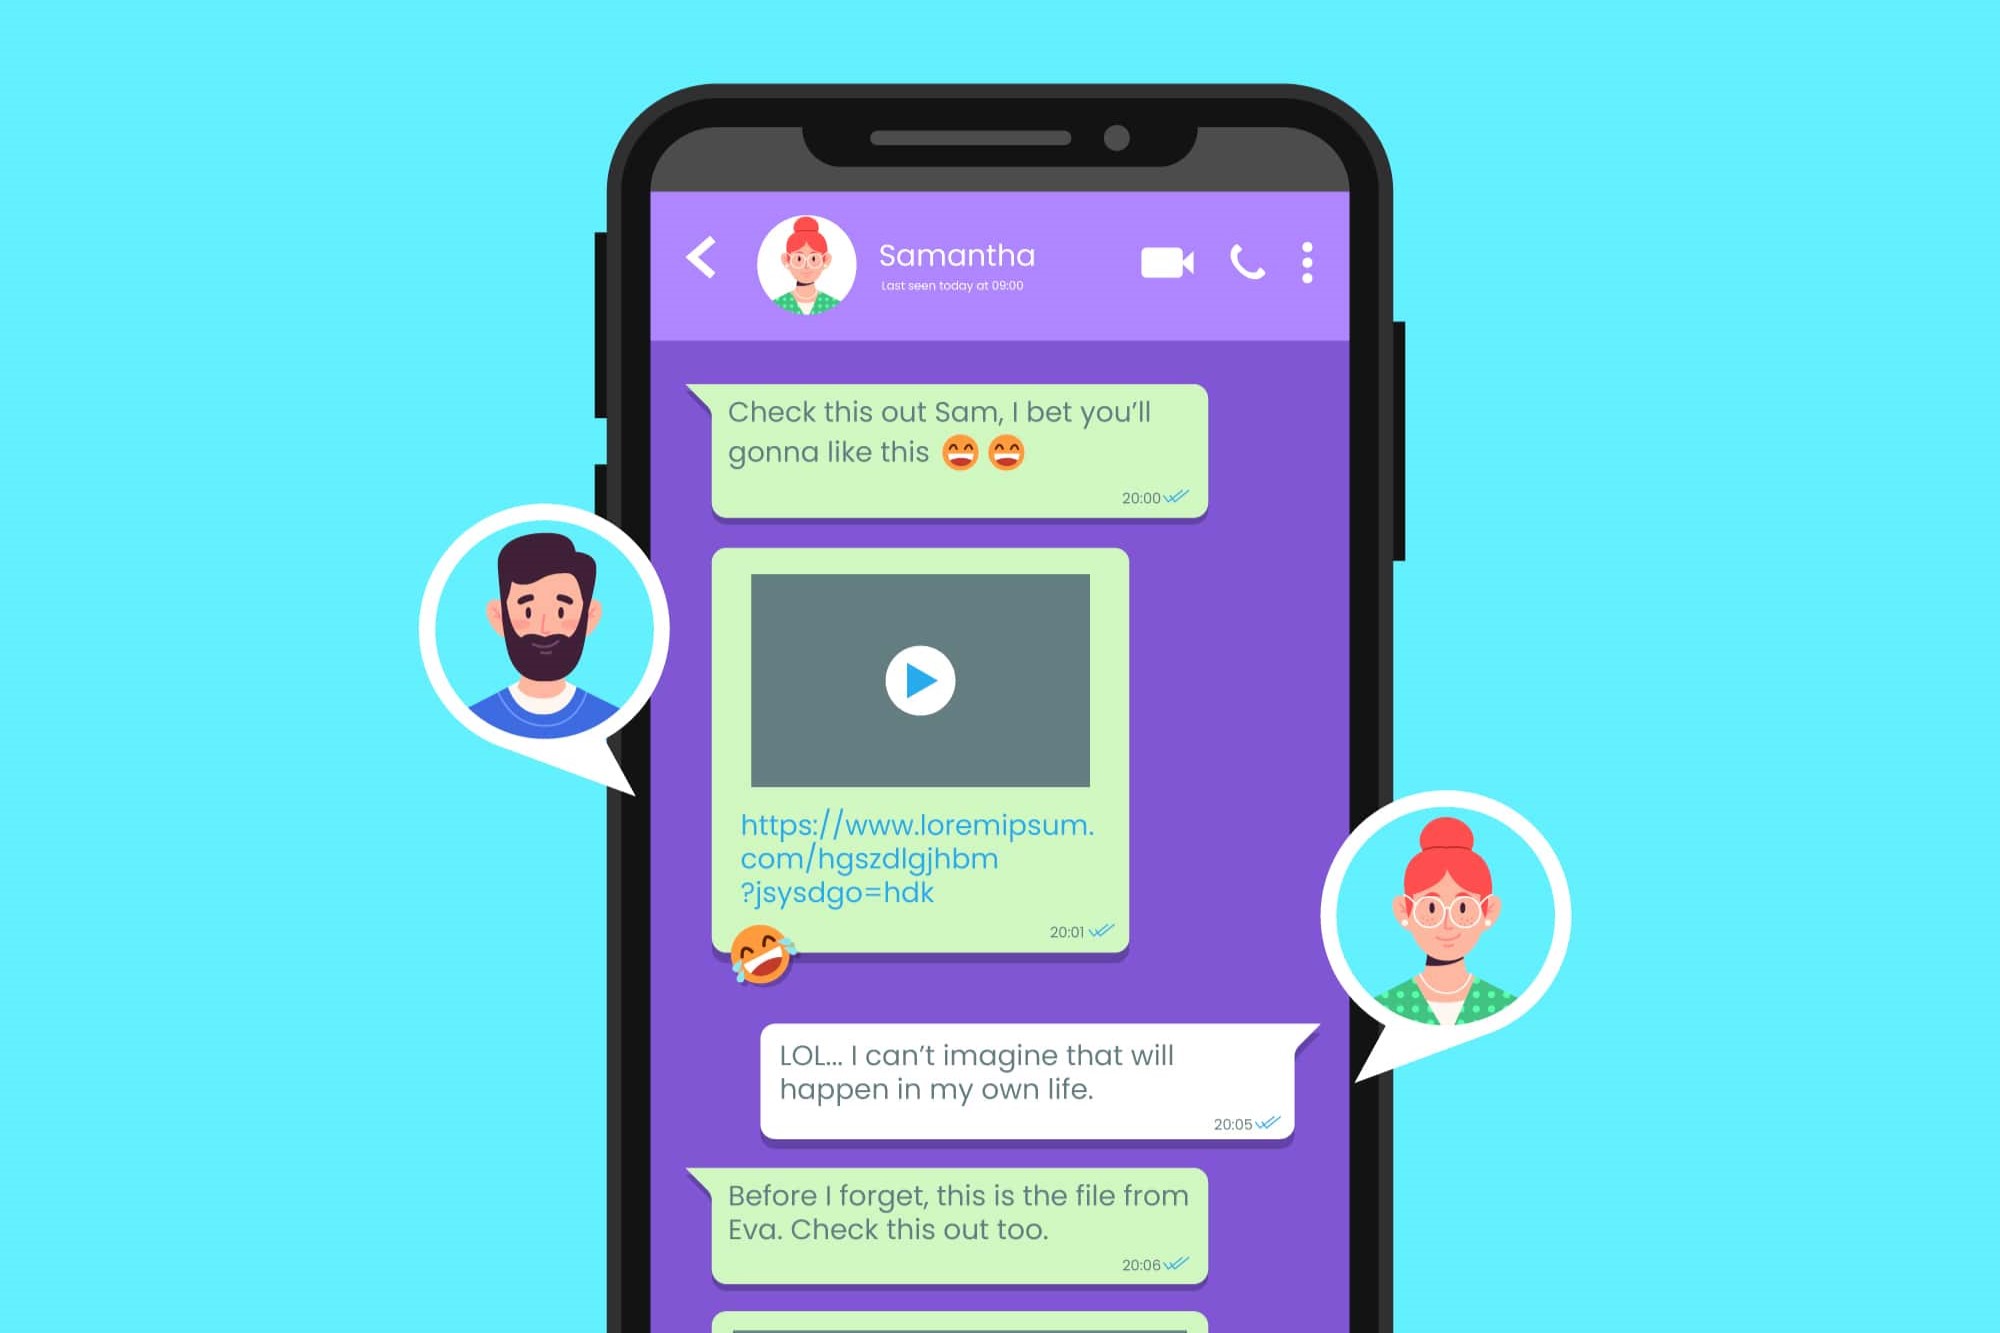 Samantha
Last seen today at 09:00
Check this out Sam, I bet you’ll
gonna like this 😄 😄
20:00
https://www.loremipsum.
com/hgszdlgjhbm
?jsysdgo=hdk
20:01
LOL... I can’t imagine that will
happen in my own life.
20:05
Before I forget, this is the file from
Eva. Check this out too.
20:06